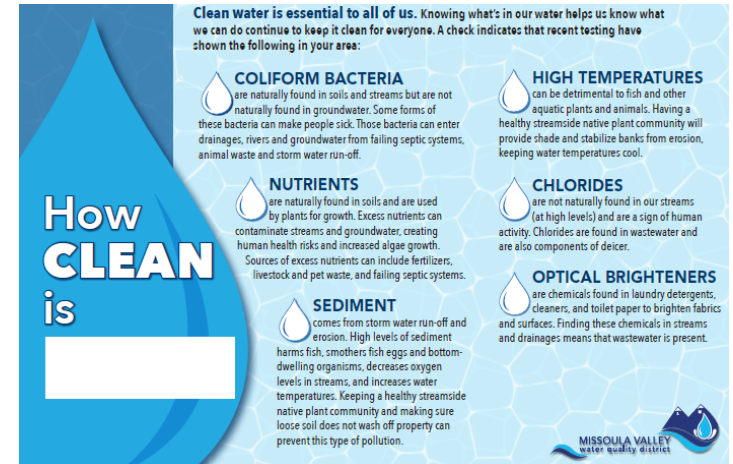 Clean water is essential to all of us. Knowing what's in our water helps us know what
we can do continue to keep it clean for everyone. A check indicates that recent testing have
shown the following in your area:
COLIFORM BACTERIA
are naturally found in soils and streams but are not
naturally found in groundwater. Some forms of
these bacteria can make people sick. Those bacteria can enter
drainages, rivers and groundwater from failing septic systems,
animal waste and storm water run-off.
NUTRIENTS
are naturally found in soils and are used
by plants for growth. Excess nutrients can
contaminate streams and groundwater, creating
human health risks and increased algae growth.
Sources of excess nutrients can include fertilizers,
livestock and pet waste, and failing septic systems.
SEDIMENT
comes from storm water run-off and
erosion. High levels of sediment
harms fish, smothers fish eggs and bottom-
dwelling organisms, decreases oxygen
levels in streams, and increases water
temperatures. Keeping a healthy streamside
native plant community and making sure
loose soil does not wash off property can
prevent this type of pollution.
HIGH TEMPERATURES
can be detrimental to fish and other
aquatic plants and animals. Having a
healthy streamside native plant community will
provide shade and stabilize banks from erosion,
keeping water temperatures cool.
CHLORIDES
are not naturally found in our streams
(at high levels) and are a sign of human
activity. Chlorides are found in wastewater and
are also components of deicer.
OPTICAL BRIGHTENERS
are chemicals found in laundry detergents,
cleaners, and toilet paper to brighten fabrics
and surfaces. Finding these chemicals in streams
and drainages means that wastewater is present.
How
CLEAN
is
MISSOULA VALLEY
water quality district